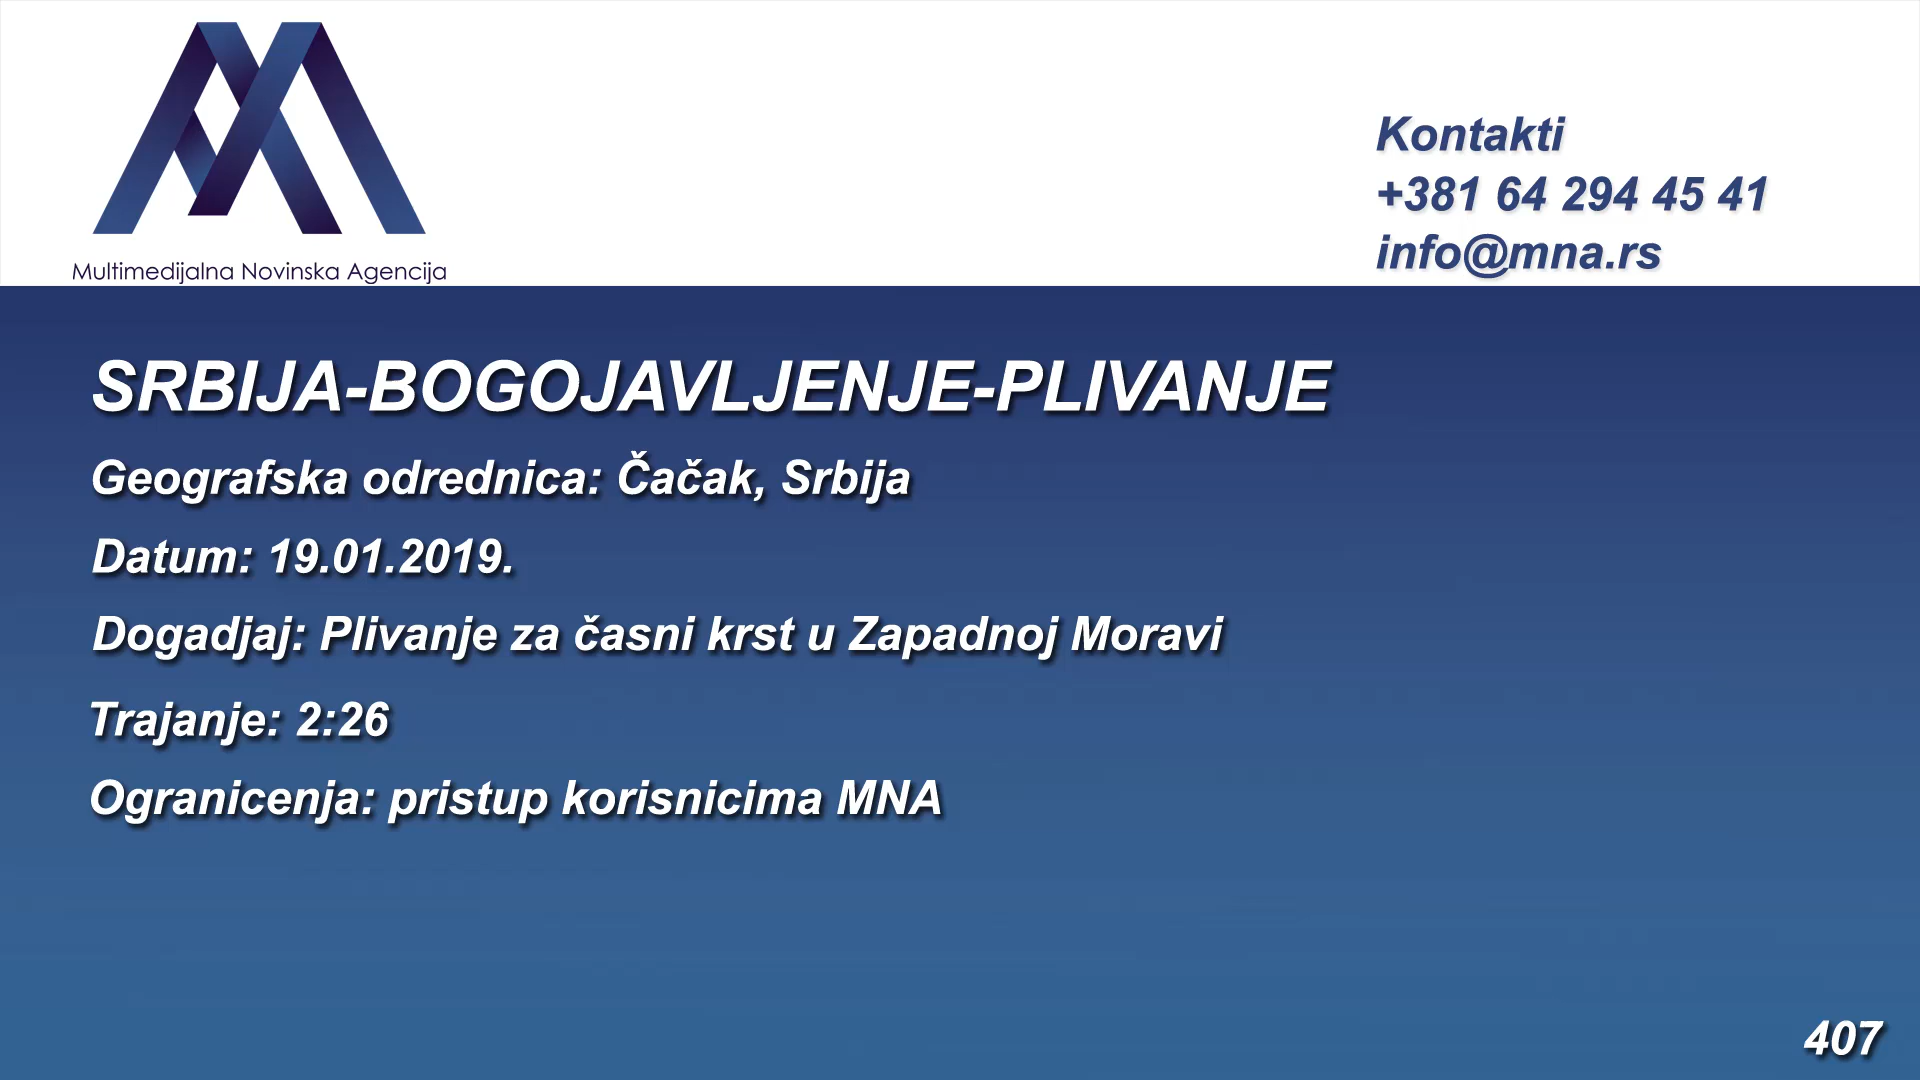 Multimedijalna Novinska Agencija
Kontakti
+381 64 294 45 41
info@mna.rs
SRBIJA-BOGOJAVLJENJE-PLIVANJE
Geografska odrednica: Čačak, Srbija
Datum: 19.01.2019.
Dogadjaj: Plivanje za časni krst u Zapadnoj Moravi
Trajanje: 2:26
Ogranicenja: pristup korisnicima MNA
407